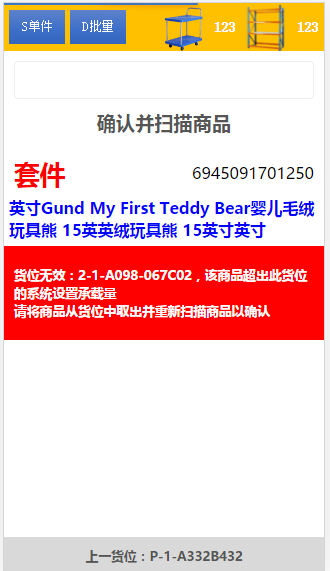 S单件 D批量 123 123
确认并扫描商品
套件 6945091701250
英寸Gund My First Teddy Bear婴儿毛绒
玩具熊 15英英绒玩具熊 15英寸英寸
货位无效：2-1-A098-067C02，该商品超出此货位
的系统设置承载量
请将商品从货位中取出并重新扫描商品以确认
上一货位：P-1-A332B432